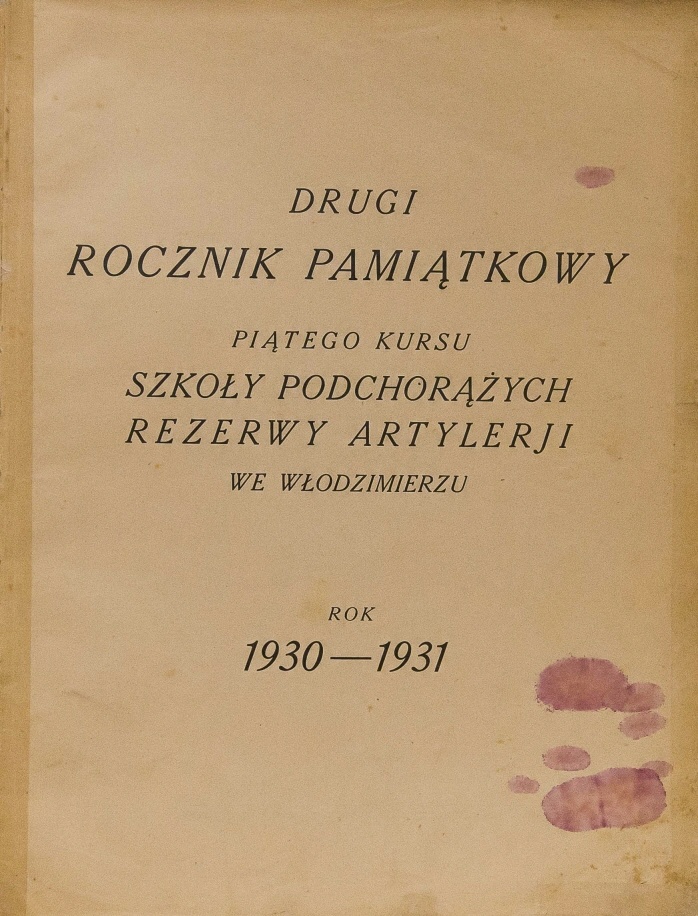 DRUGI
ROCZNIK PAMIĄTKOWY
PIĄTEGO KURSU
SZKOŁY PODCHORĄŻYCH
REZERWY ARTYLERJI
WE WŁODZIMIERZU
ROK
1930—1931